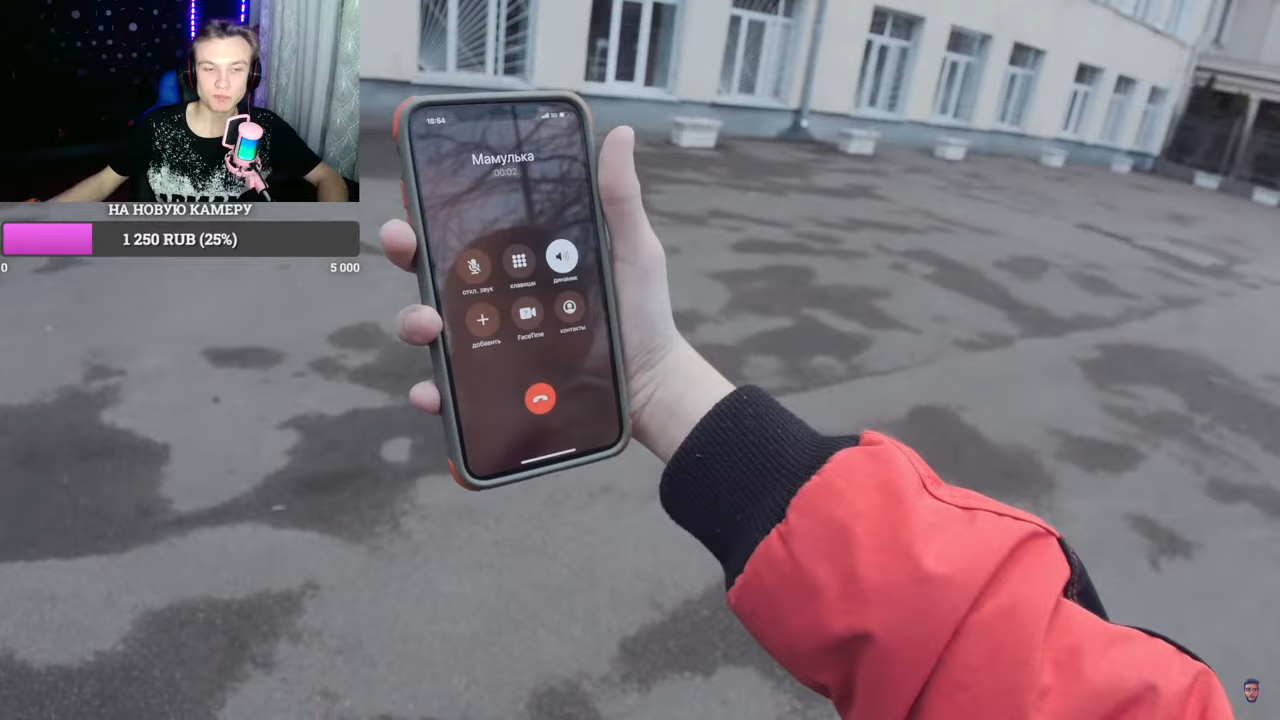 НА НОВУЮ КАМЕРУ
1 250 RUB (25%)
0
5 000
18:54
5G
Мамулька
00:02
откл. звук
клавиши
динамик
добавить
FaceTime
контакты